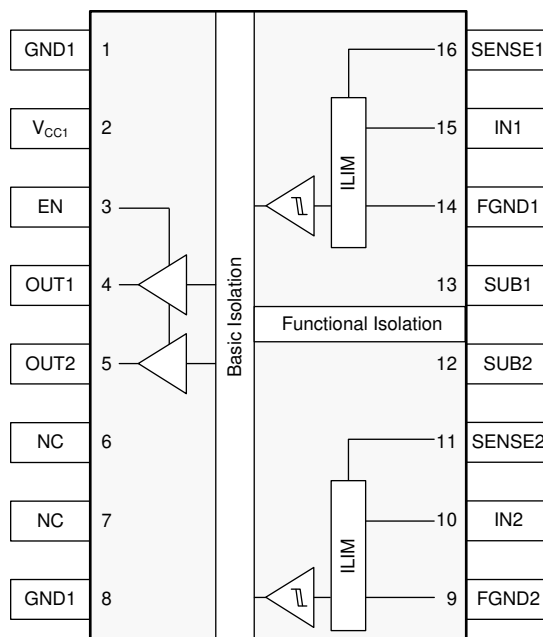 GND1 1 16 SENSE1
VCC1 2 15 IN1
EN 3 14 FGND1
OUT1 4 13 SUB1
OUT2 5 12 SUB2
NC 6 11 SENSE2
NC 7 10 IN2
GND1 8 9 FGND2
ILIM
Basic Isolation
Functional Isolation
ILIM